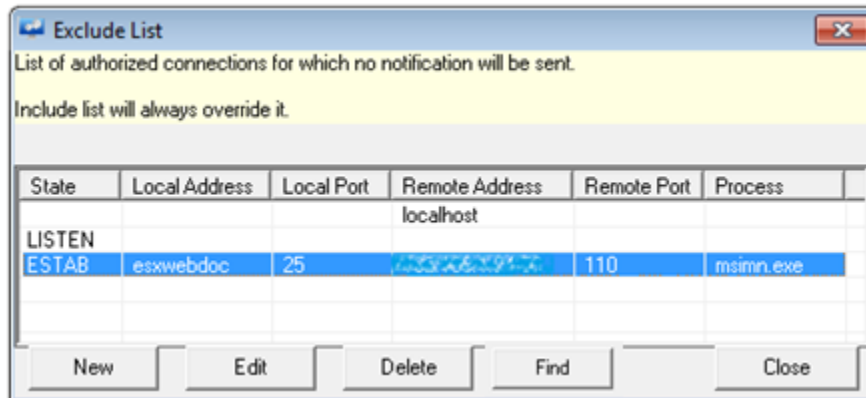 Exclude List
List of authorized connections for which no notification will be sent.
Include list will always override it.
State Local Address Local Port Remote Address Remote Port Process
localhost
LISTEN
ESTAB esxwebdoc 25 110 msimn.exe
New Edit Delete Find Close